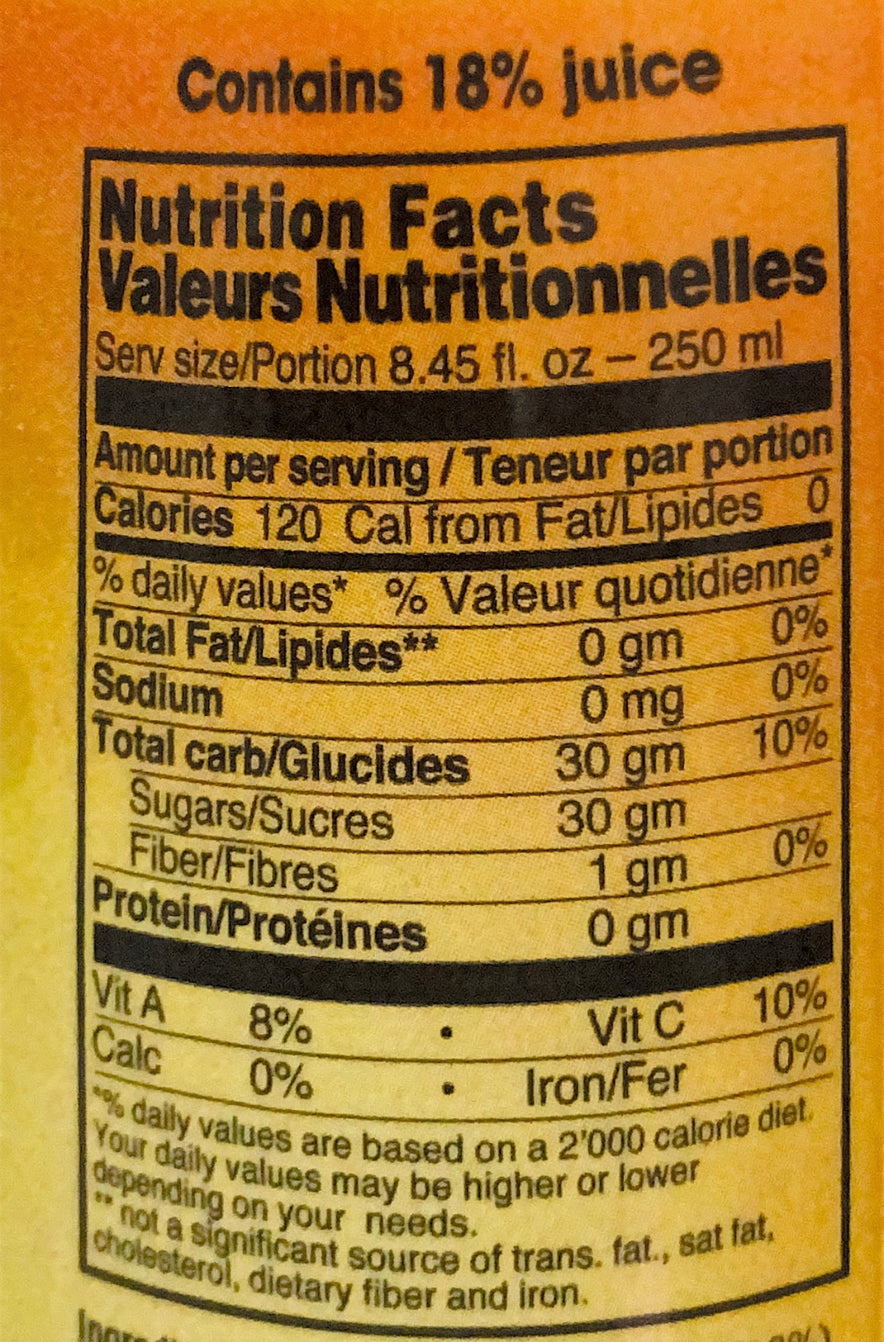 Contains 18% juice
Nutrition Facts
Valeurs Nutritionnelles
Serv size/Portion 8.45 fl. oz – 250 ml
Amount per serving / Teneur par portion
Calories 120 Cal from Fat/Lipides 0
% daily values* % Valeur quotidienne*
Total Fat/Lipides** 0 gm 0%
Sodium 0 mg 0%
Total carb/Glucides 30 gm 10%
Sugars/Sucres 30 gm
Fiber/Fibres 1 gm 0%
Protein/Protéines 0 gm
Vit A 8% • Vit C 10%
Calc 0% • Iron/Fer 0%
*% daily values are based on a 2'000 calorie diet.
Your daily values may be higher or lower
depending on your needs.
** not a significant source of trans. fat., sat fat,
cholesterol, dietary fiber and iron.